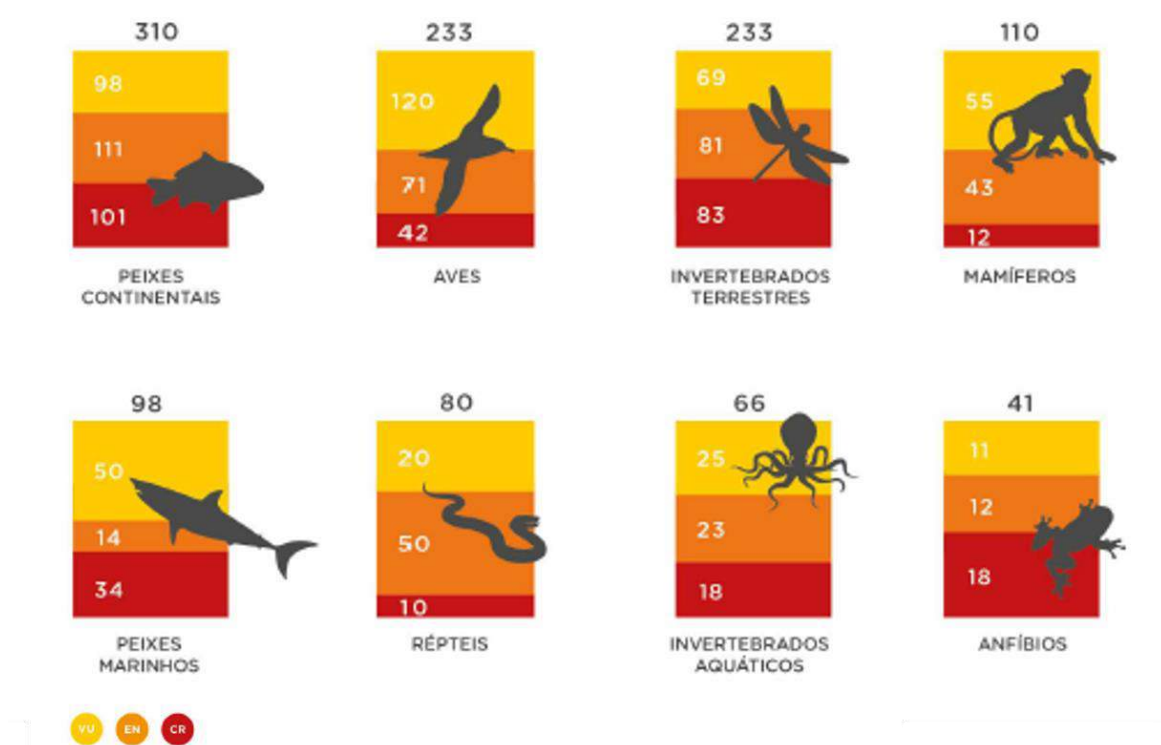 310
98
111
101
PEIXES
CONTINENTAIS
233
120
71
42
AVES
233
69
81
83
INVERTEBRADOS
TERRESTRES
110
55
43
12
MAMÍFEROS
98
50
14
34
PEIXES
MARINHOS
80
20
50
10
RÉPTEIS
66
25
23
18
INVERTEBRADOS
AQUÁTICOS
41
11
12
18
ANFÍBIOS
VU EN CR